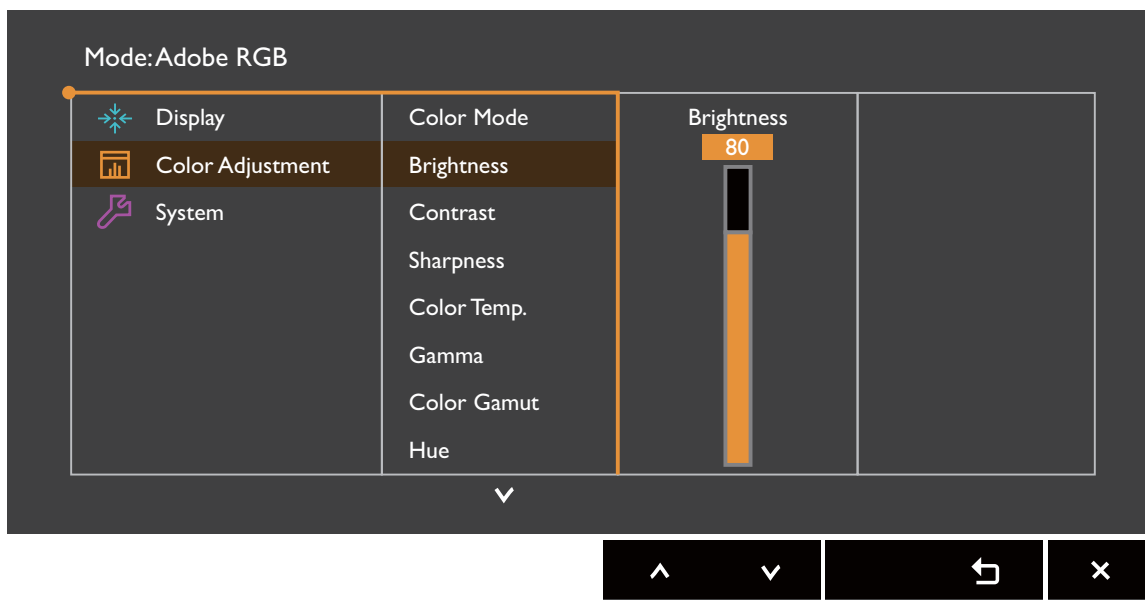 Mode: Adobe RGB
Display
Color Adjustment
System
Color Mode
Brightness
Contrast
Sharpness
Color Temp.
Gamma
Color Gamut
Hue
Brightness
80